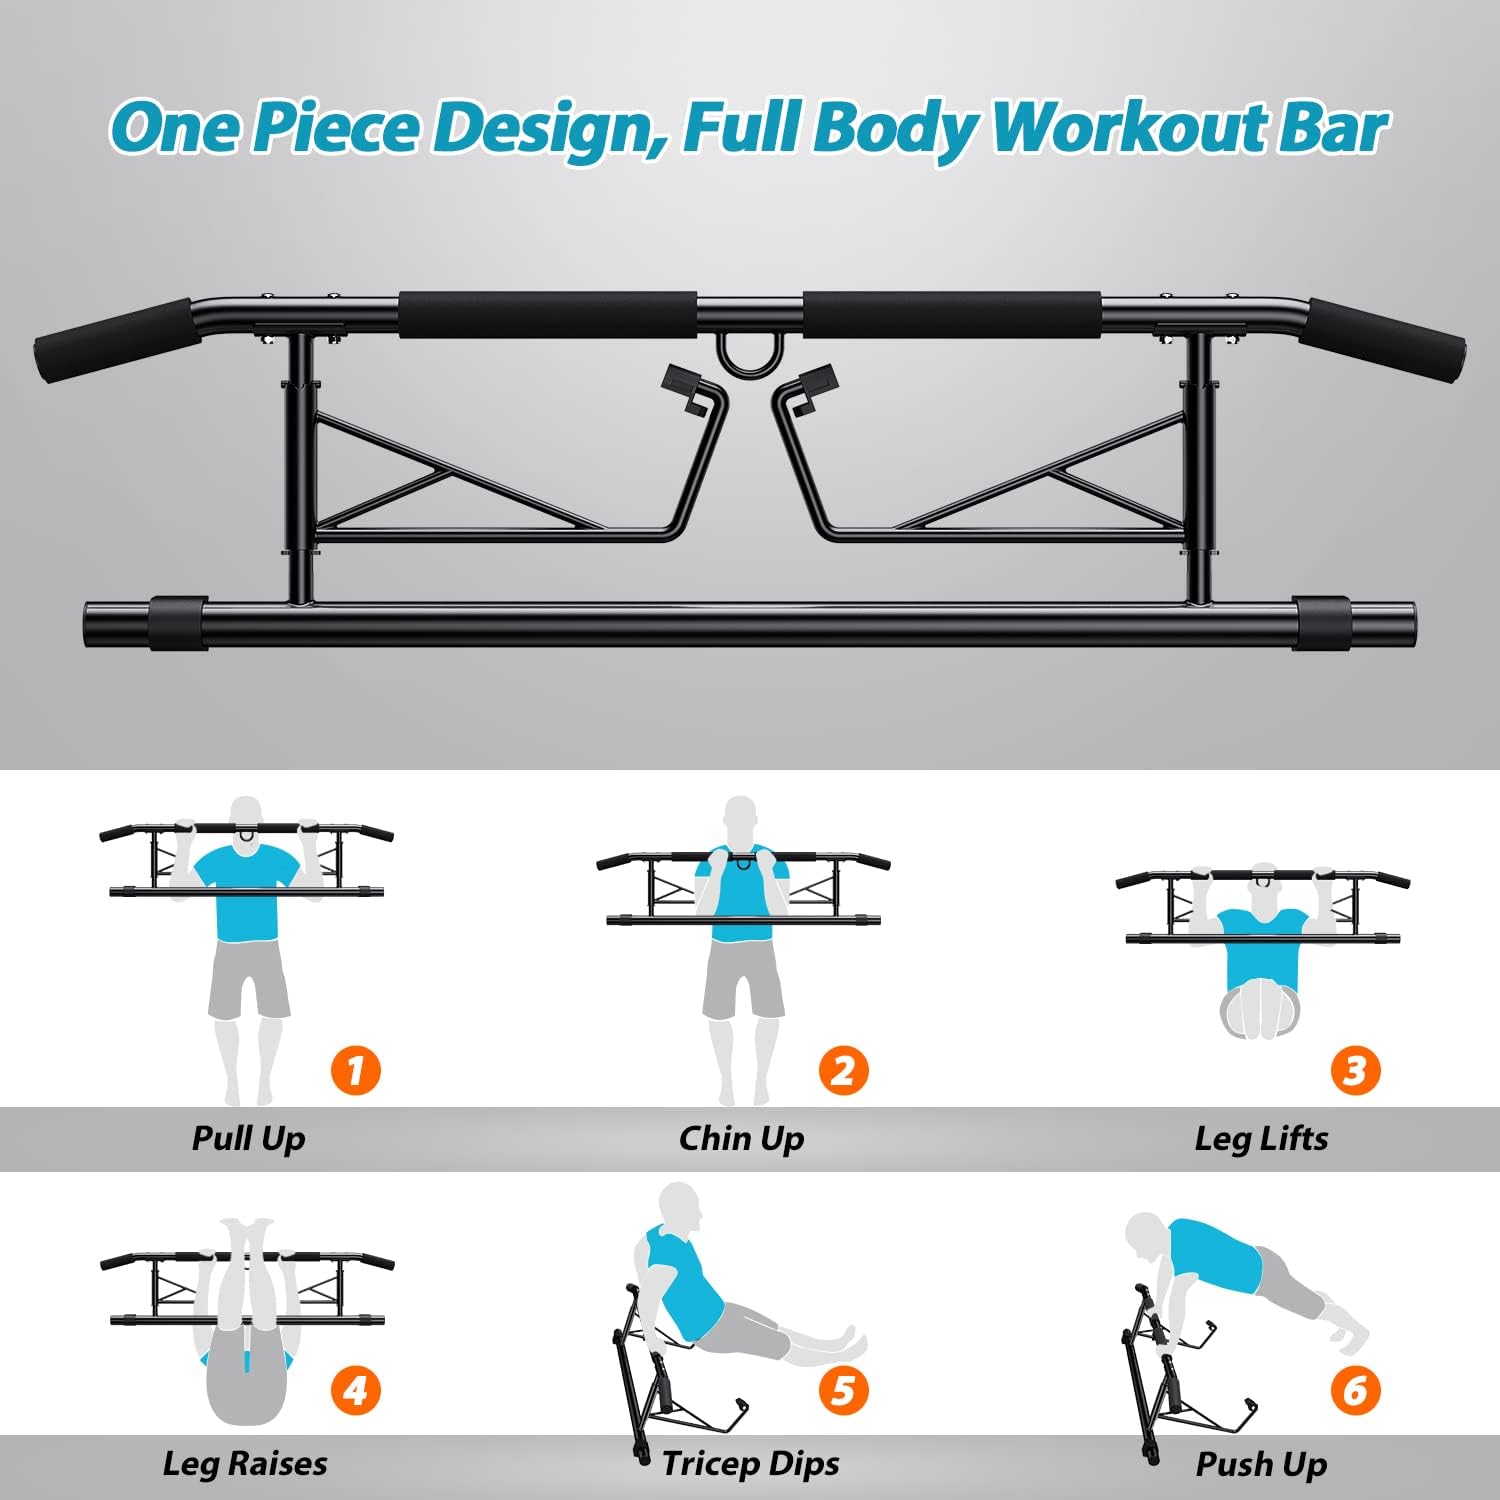 One Piece Design, Full Body Workout Bar
1
2
3
Pull Up
Chin Up
Leg Lifts
4
5
6
Leg Raises
Tricep Dips
Push Up